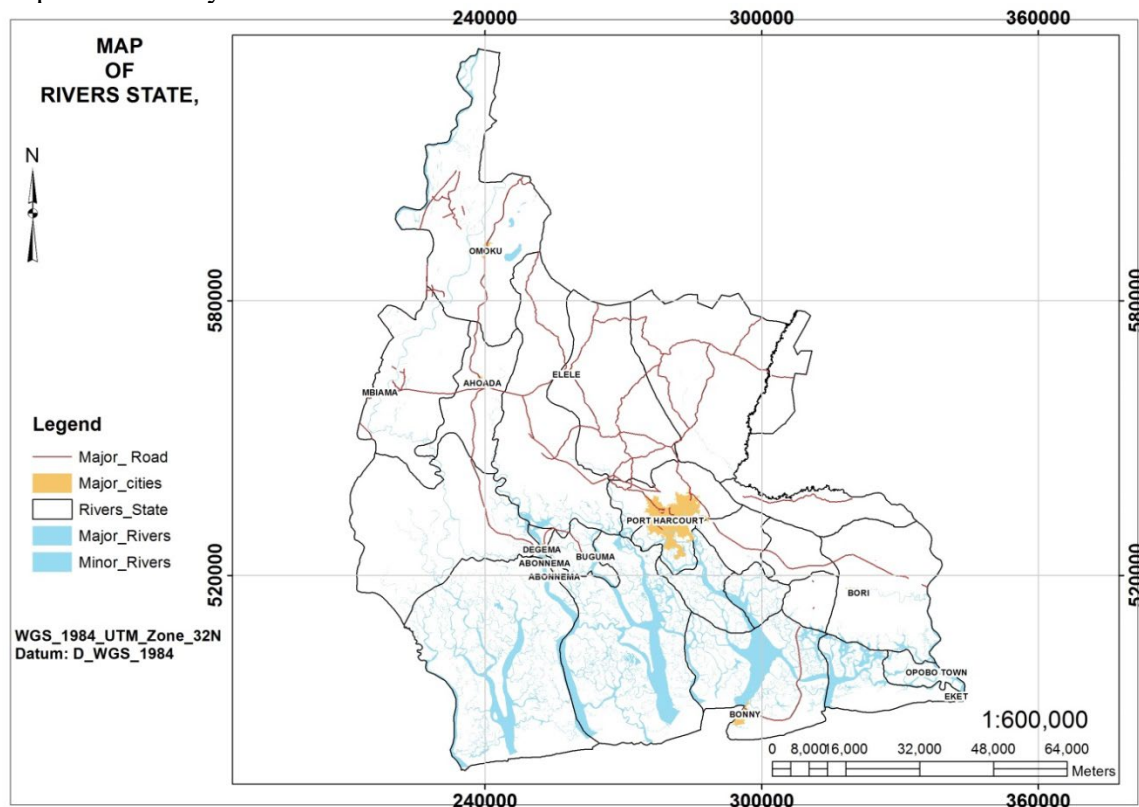 MAP
OF
RIVERS STATE,
N
Legend
Major_ Road
Major_cities
Rivers_State
Major_Rivers
Minor_Rivers
WGS_1984_UTM_Zone_32N
Datum: D_WGS_1984
240000
300000
360000
580000
580000
520000
520000
OMOKU
ELELE
AHOADA
MBIAMA
PORT HARCOURT
DEGEMA
BUGUMA
ABONNEMA
ABONNEMA
BORI
OPOBO TOWN
EKET
BONNY
1:600,000
0 8,00016,000 32,000 48,000 64,000
Meters
240000
300000
360000